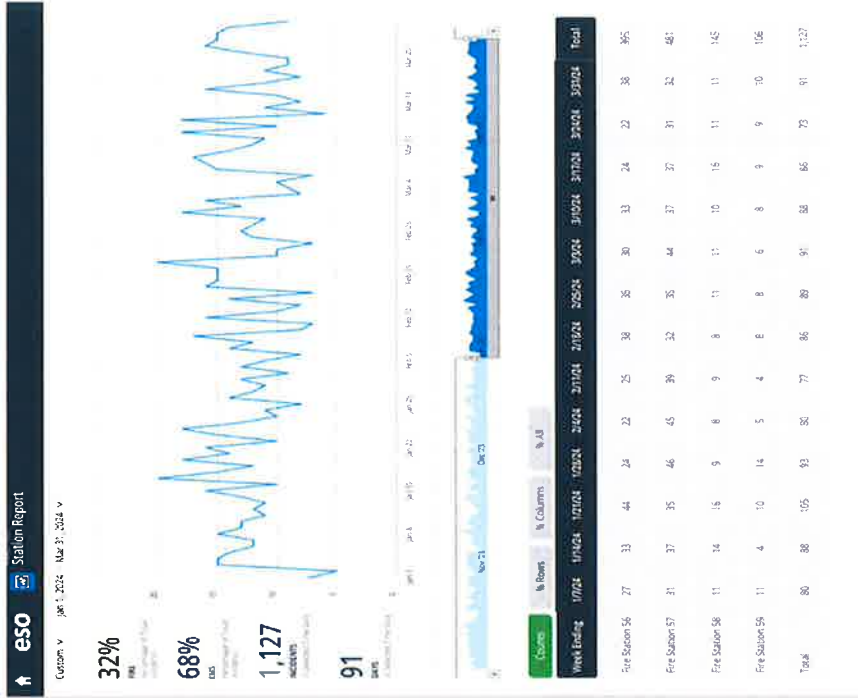 eso Station Report
Custom Jan 1, 2024 Mar 31, 2024
32%
FIRE
68%
EMS
1,127
INCIDENTS
91
DAYS
Nov '23 Dec '23
Counts % Rows % Columns % All
Week Ending 1/7/24 1/14/24 1/21/24 1/28/24 2/4/24 2/11/24 2/18/24 2/25/24 3/3/24 3/10/24 3/17/24 3/24/24 3/31/24 Total
Fire Station 56 27 33 44 24 22 25 38 35 30 33 24 22 38 395
Fire Station 57 31 37 35 46 45 39 32 35 44 37 37 31 32 481
Fire Station 58 11 14 16 9 8 9 8 11 11 10 16 11 11 145
Fire Station 59 11 4 10 14 5 4 8 8 6 8 9 9 10 106
Total 80 88 105 93 80 77 86 89 91 88 86 73 91 1,127